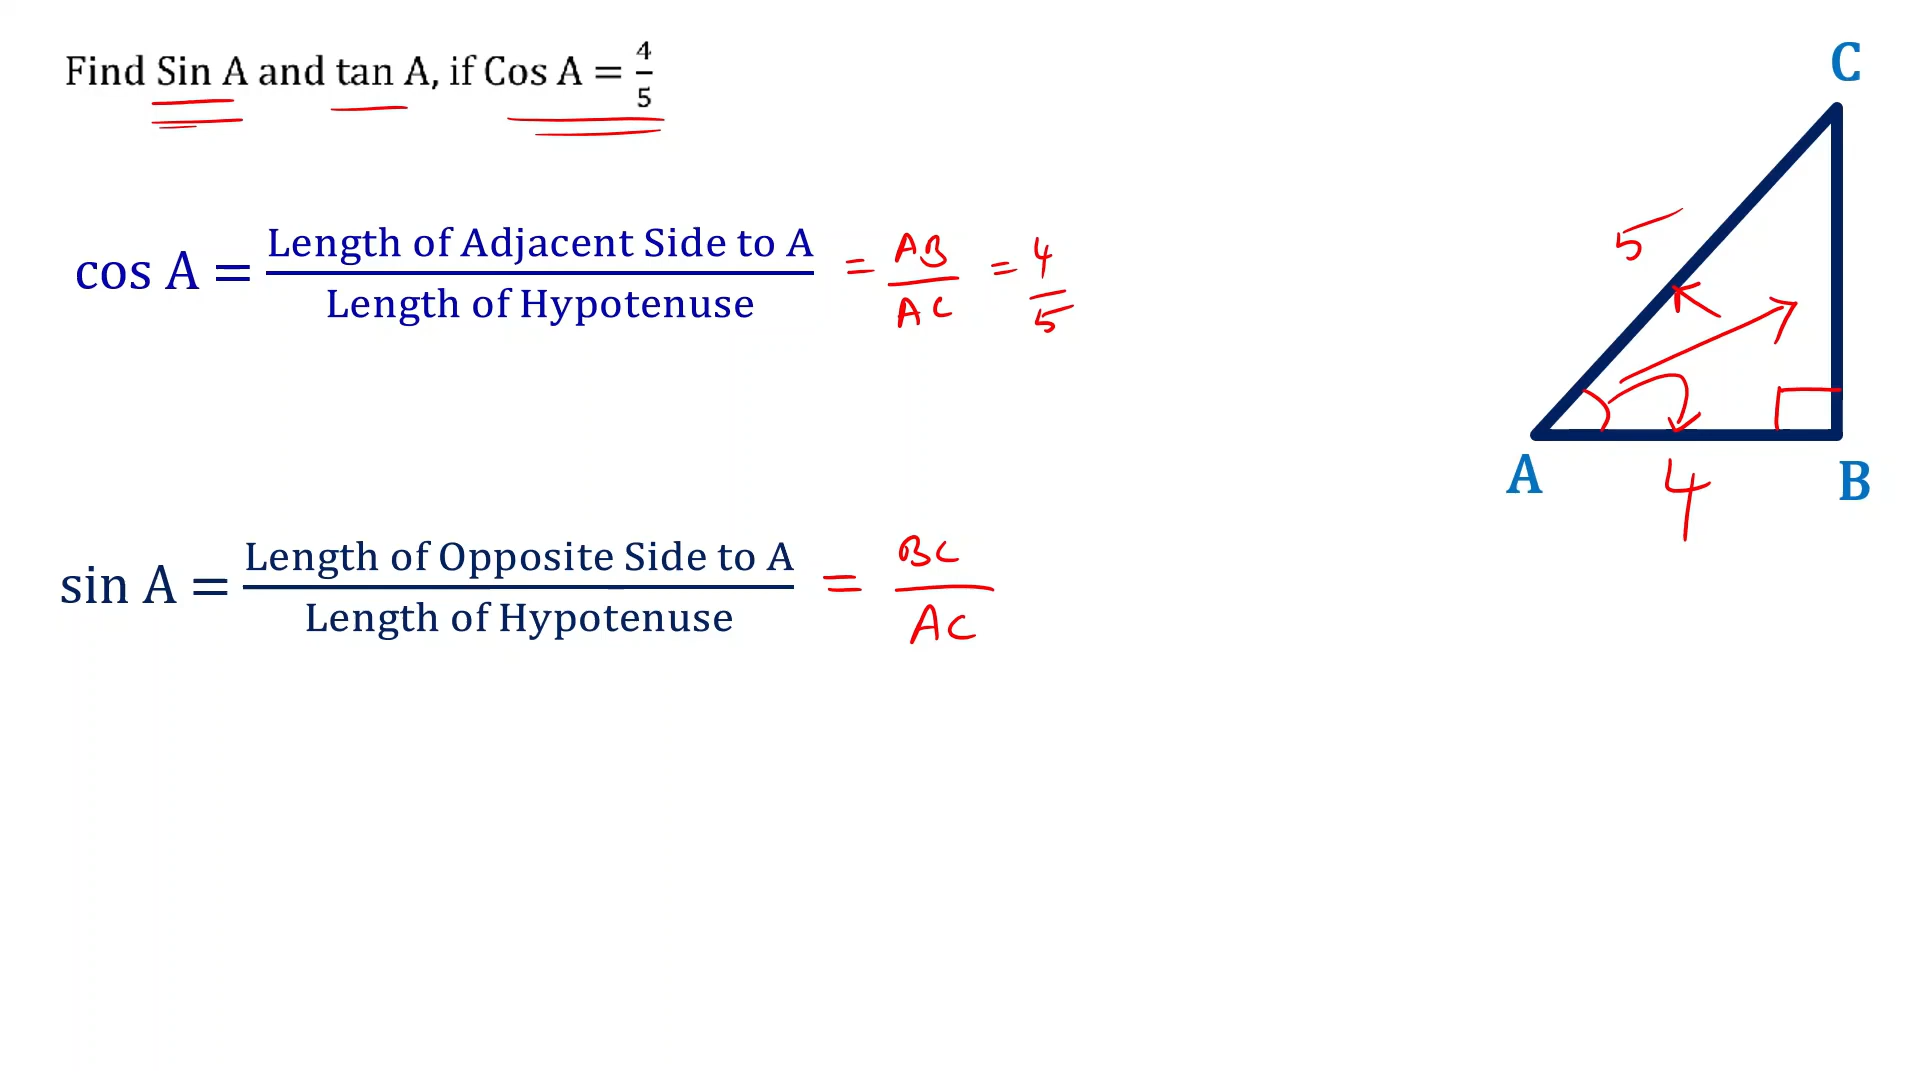 Find Sin A and tan A, if Cos A = 4/5
cos A = Length of Adjacent Side to A / Length of Hypotenuse = AB / AC = 4 / 5
sin A = Length of Opposite Side to A / Length of Hypotenuse = BC / AC
C
5
A
4
B